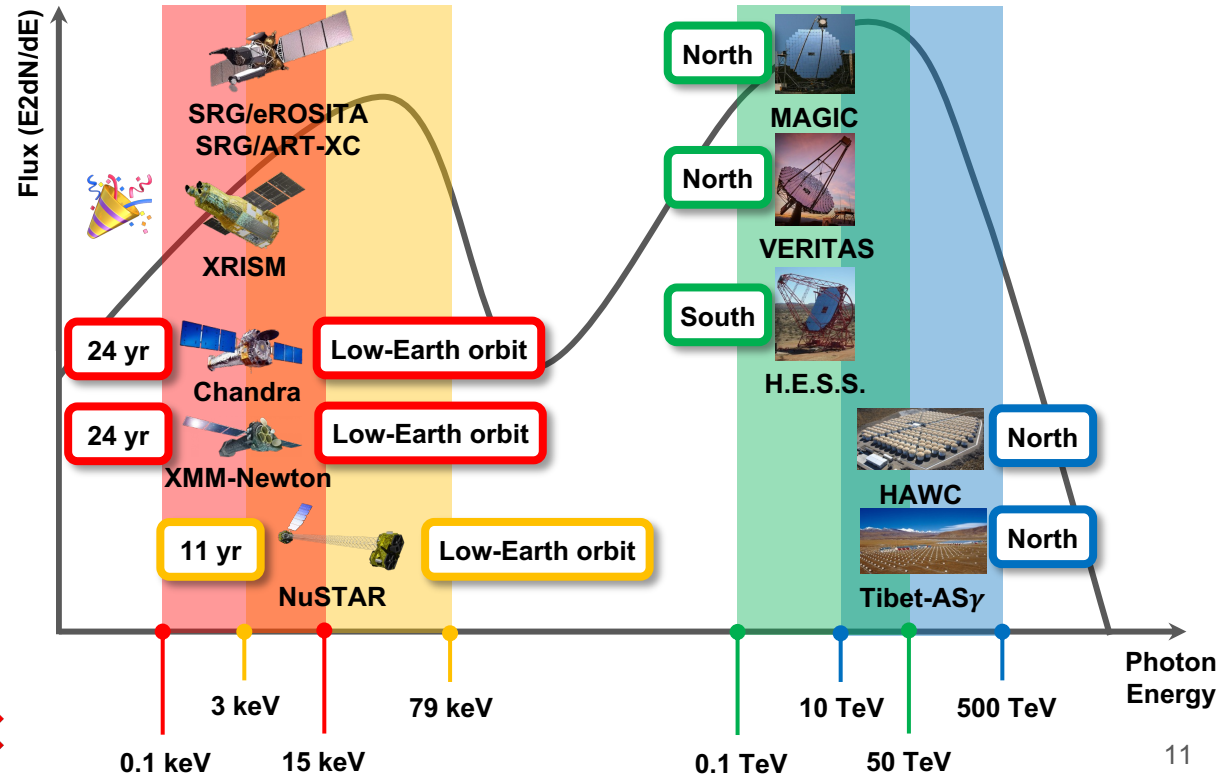 Flux (E2dN/dE)
SRG/eROSITA
SRG/ART-XC
XRISM
24 yr
Chandra
Low-Earth orbit
24 yr
XMM-Newton
Low-Earth orbit
11 yr
NuSTAR
Low-Earth orbit
North
MAGIC
North
VERITAS
South
H.E.S.S.
HAWC
North
Tibet-ASγ
North
Photon
Energy
3 keV
79 keV
10 TeV
500 TeV
0.1 keV
15 keV
0.1 TeV
50 TeV
11